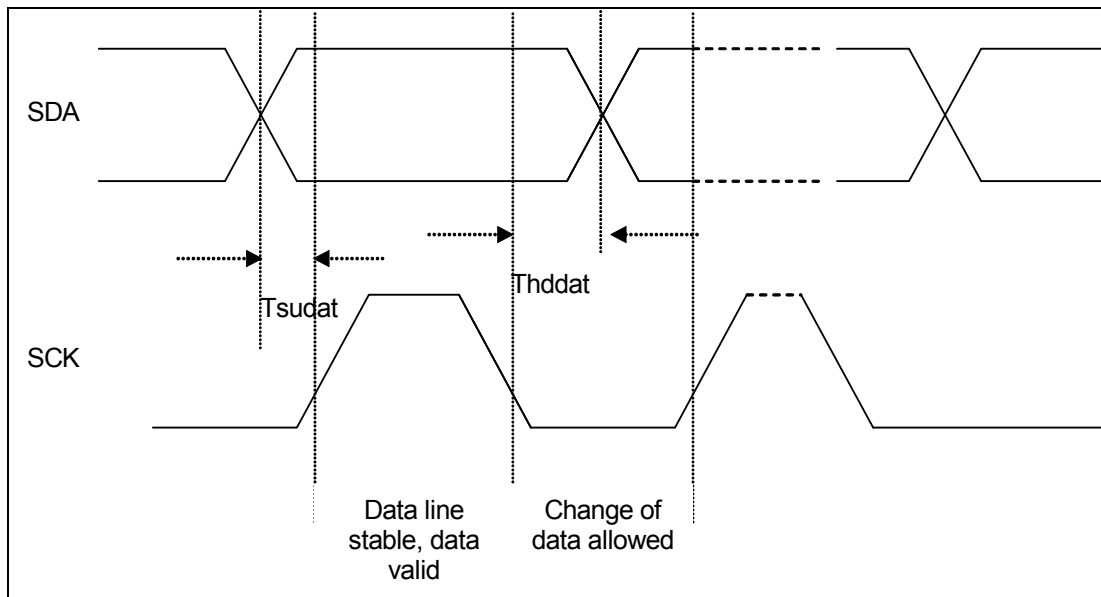 SDA
Thddat
Tsudat
SCK
Data line
stable, data
valid
Change of
data allowed